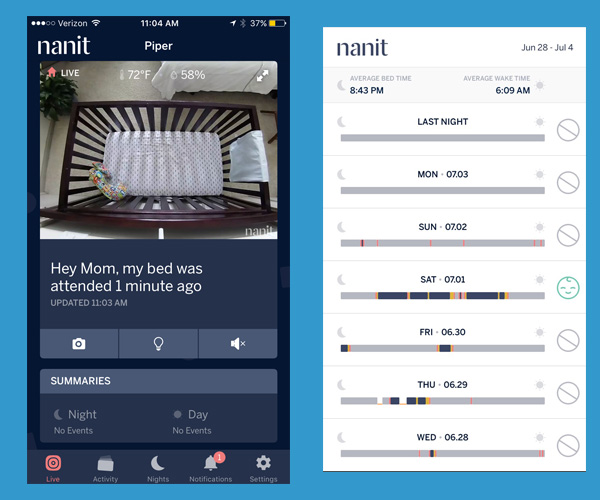 Verizon 11:04 AM 37%
nanit Piper
LIVE 72°F 58%
nanit
Hey Mom, my bed was
attended 1 minute ago
UPDATED 11:03 AM
SUMMARIES
Night Day
No Events No Events
1
Live Activity Nights Notifications Settings
nanit Jun 28 - Jul 4
AVERAGE BED TIME AVERAGE WAKE TIME
8:43 PM 6:09 AM
LAST NIGHT
MON · 07.03
SUN · 07.02
SAT · 07.01
FRI · 06.30
THU · 06.29
WED · 06.28